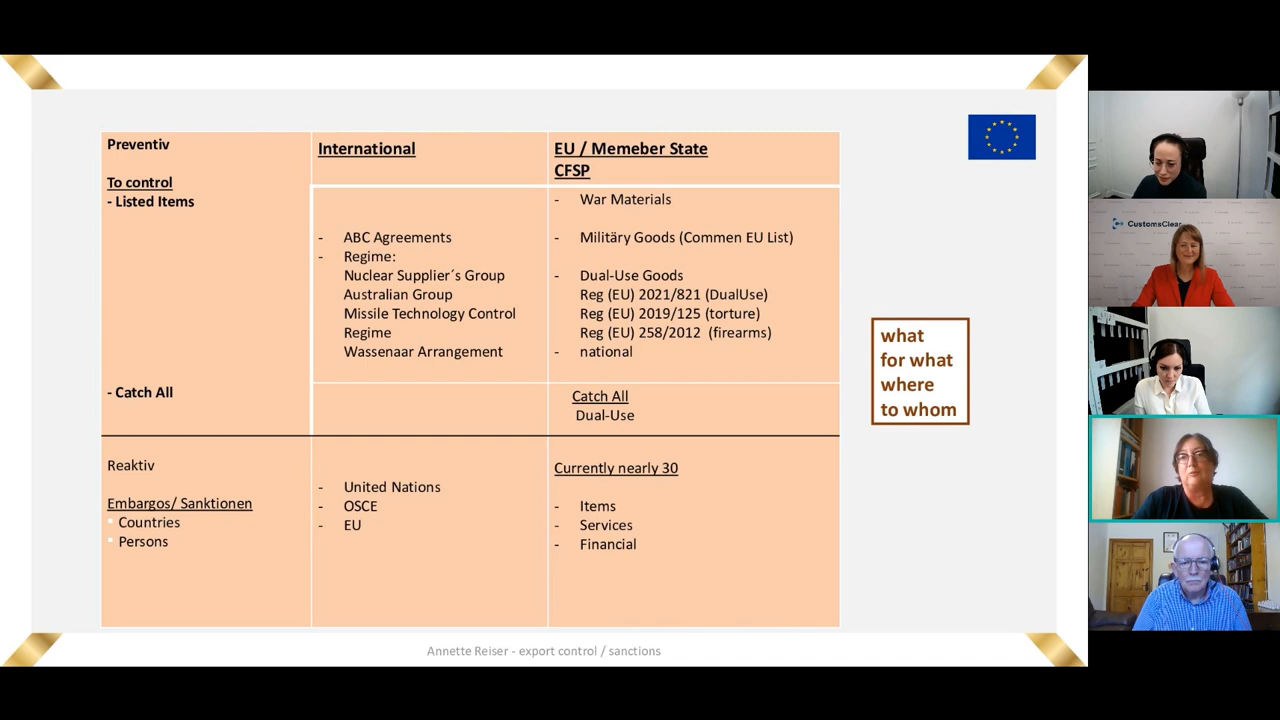 Preventiv
To control
- Listed Items
- Catch All
International
- ABC Agreements
- Regime:
Nuclear Supplier´s Group
Australian Group
Missile Technology Control
Regime
Wassenaar Arrangement
EU / Memeber State
CFSP
- War Materials
- Militäry Goods (Commen EU List)
- Dual-Use Goods
Reg (EU) 2021/821 (DualUse)
Reg (EU) 2019/125 (torture)
Reg (EU) 258/2012 (firearms)
- national
Catch All
Dual-Use
Reaktiv
Embargos/ Sanktionen
Countries
Persons
- United Nations
- OSCE
- EU
Currently nearly 30
- Items
- Services
- Financial
what
for what
where
to whom
Annette Reiser - export control / sanctions
CustomsClear